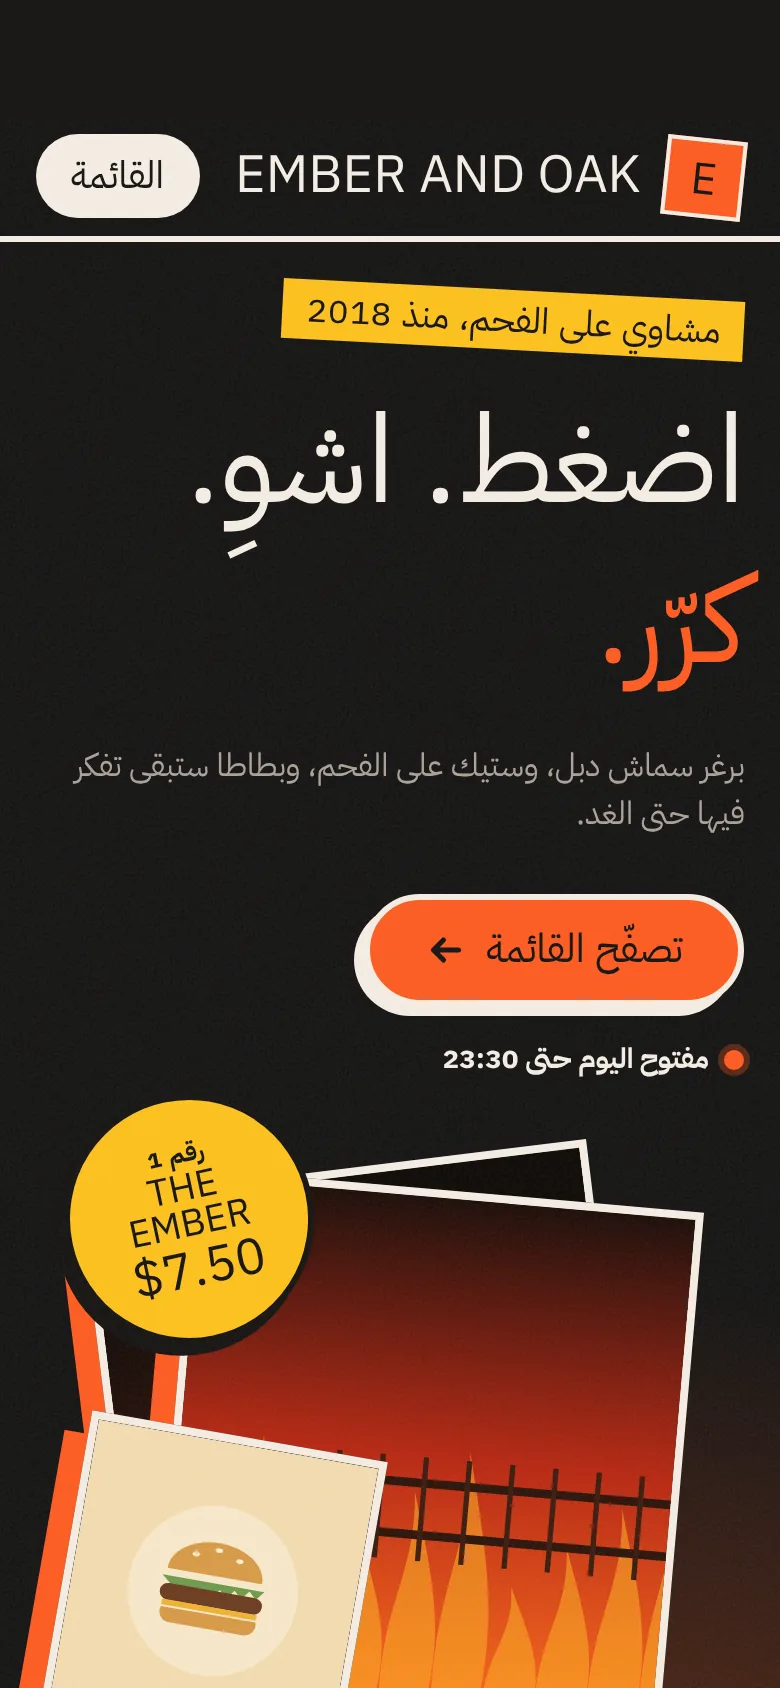 E
EMBER AND OAK
القائمة
مشاوي على الفحم، منذ 2018
اضغط. اشوِ.
كرّر.
برغر سماش دبل، وستيك على الفحم، وبطاطا ستبقى تفكر
فيها حتى الغد.
تصفّح القائمة ←
مفتوح اليوم حتى 23:30
رقم 1
THE
EMBER
$7.50